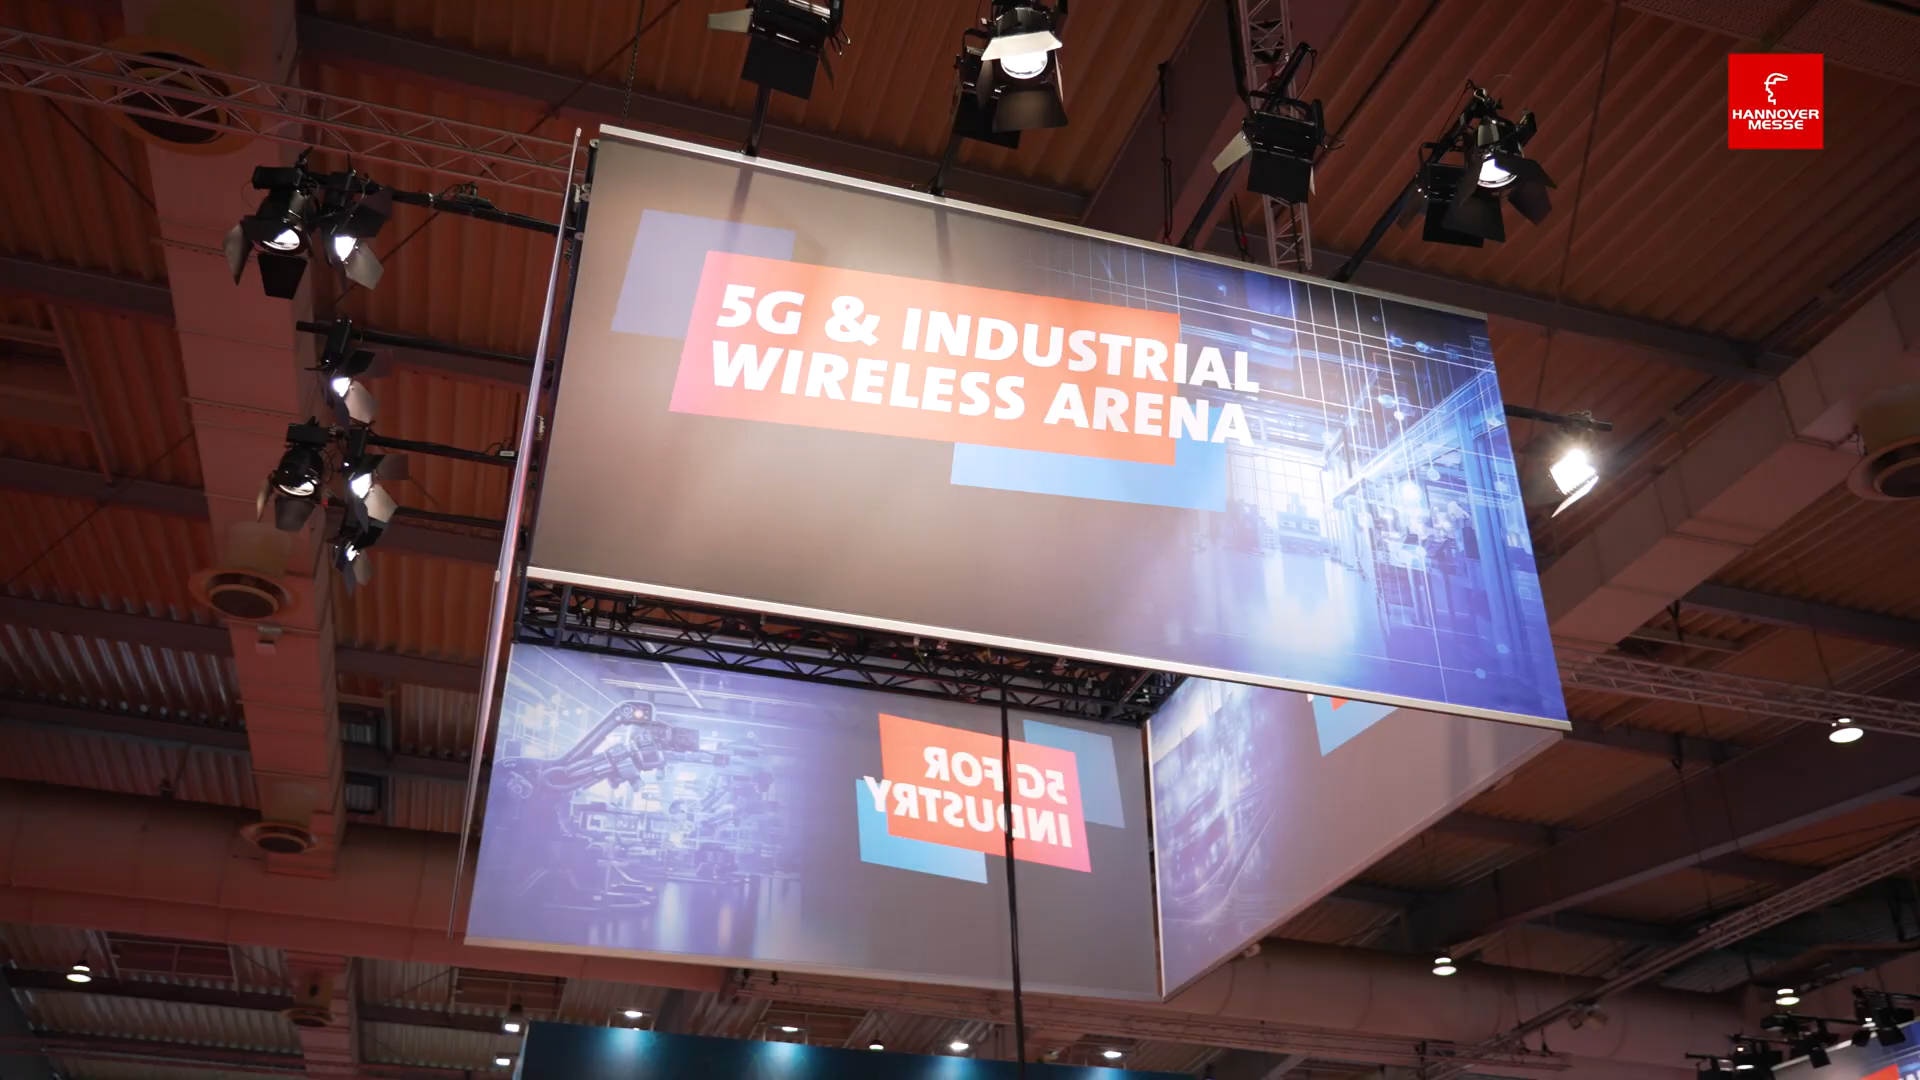 HANNOVER
MESSE
5G & INDUSTRIAL
WIRELESS ARENA
5G FOR
INDUSTRY